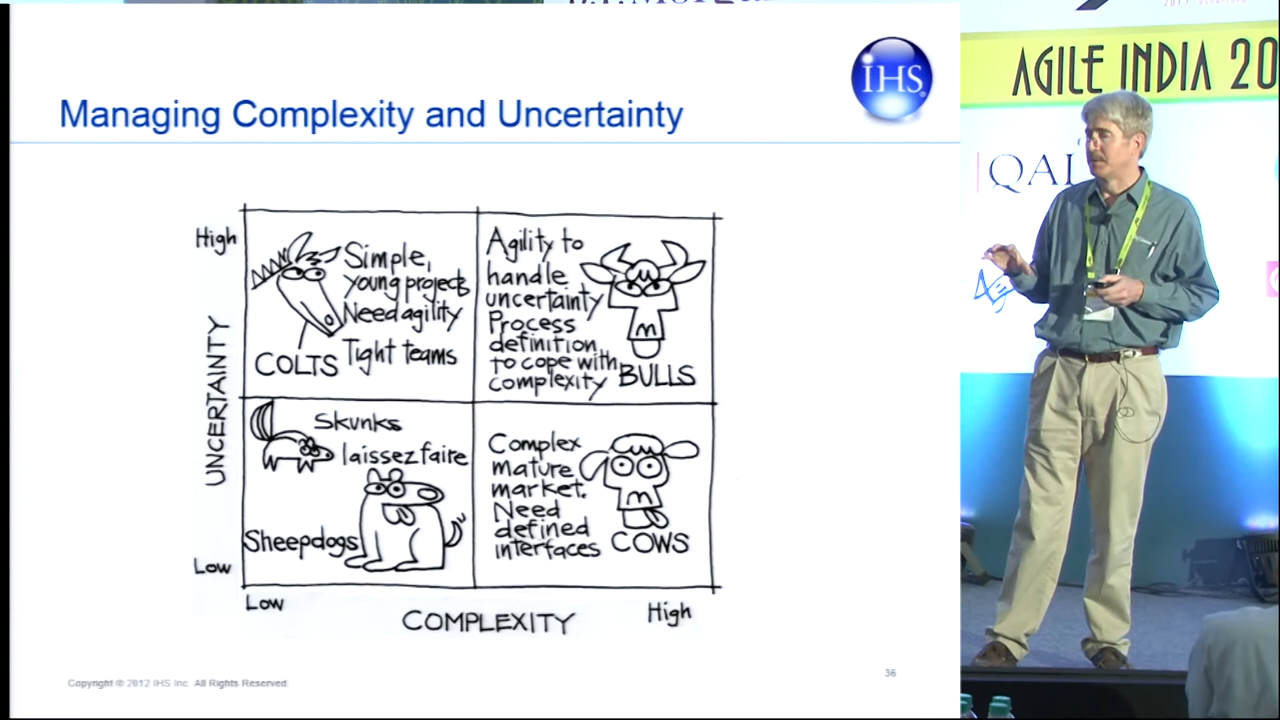 IHS
Managing Complexity and Uncertainty
High
Simple,
young projects
Need agility
Tight teams
COLTS
Agility to
handle
uncertainty
Process
definition
to cope with
complexity
BULLS
UNCERTAINTY
Skunks
laissez faire
Sheepdogs
Complex
mature
market.
Need
defined
interfaces
COWS
Low
Low
COMPLEXITY
High
Copyright © 2012 IHS Inc. All Rights Reserved.
36
AGILE INDIA 20
QAI